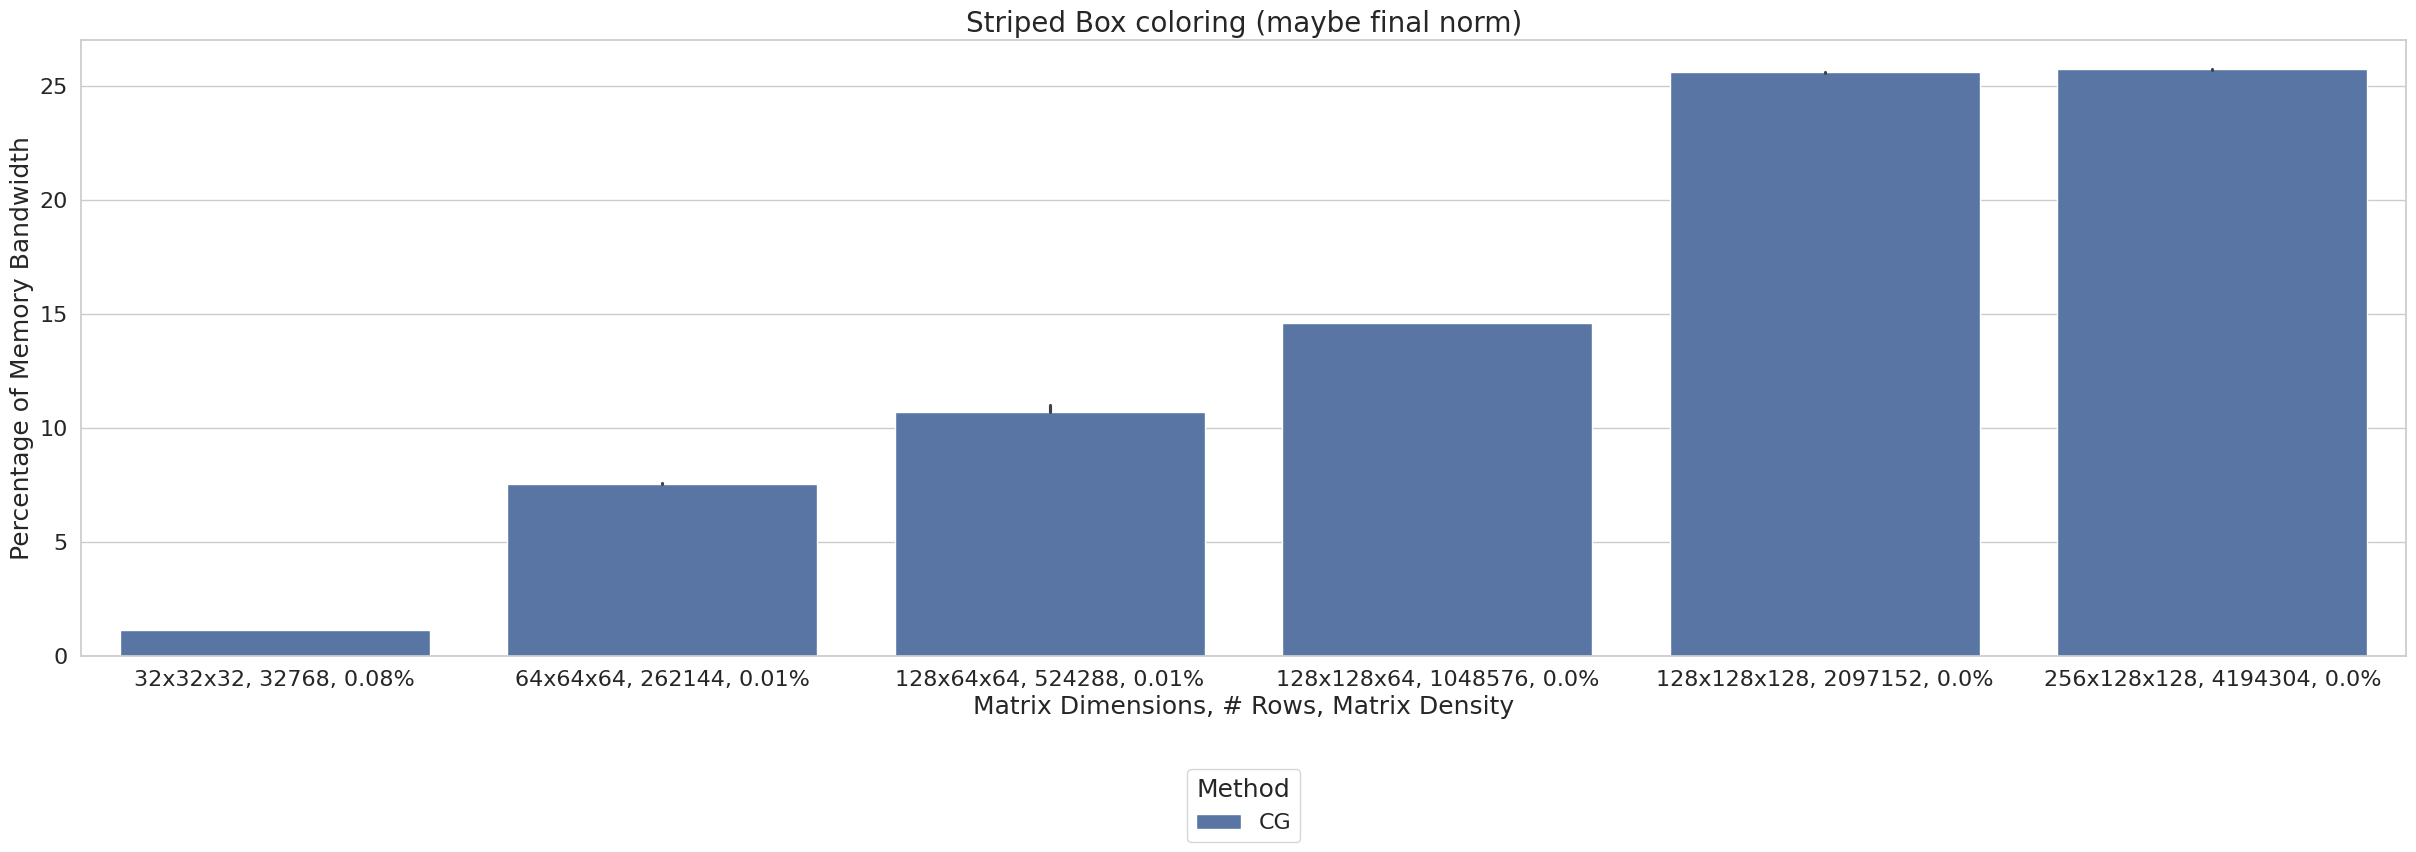 Striped Box coloring (maybe final norm)
Percentage of Memory Bandwidth
25
20
15
10
5
0
32x32x32, 32768, 0.08%
64x64x64, 262144, 0.01%
128x64x64, 524288, 0.01%
128x128x64, 1048576, 0.0%
128x128x128, 2097152, 0.0%
256x128x128, 4194304, 0.0%
Matrix Dimensions, # Rows, Matrix Density
Method
CG